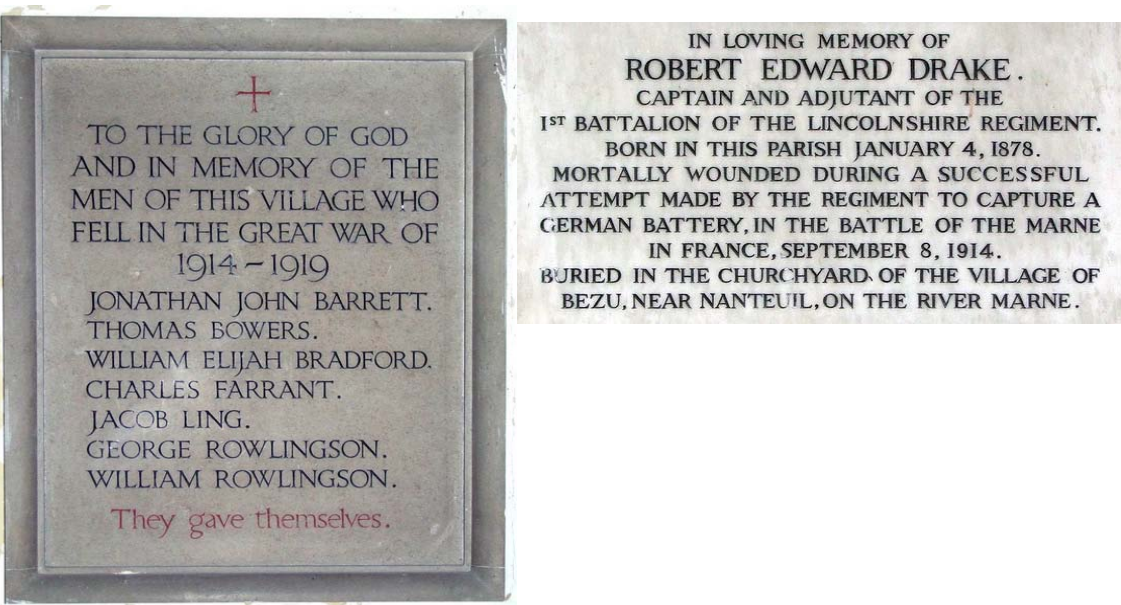 TO THE GLORY OF GOD
AND IN MEMORY OF THE
MEN OF THIS VILLAGE WHO
FELL IN THE GREAT WAR OF
1914-1919
JONATHAN JOHN BARRETT.
THOMAS BOWERS.
WILLIAM ELIJAH BRADFORD.
CHARLES FARRANT.
JACOB LING.
GEORGE ROWLINGSON.
WILLIAM ROWLINGSON.
They gave themselves.
IN LOVING MEMORY OF
ROBERT EDWARD DRAKE.
CAPTAIN AND ADJUTANT OF THE
1ST BATTALION OF THE LINCOLNSHIRE REGIMENT.
BORN IN THIS PARISH JANUARY 4, 1878.
MORTALLY WOUNDED DURING A SUCCESSFUL
ATTEMPT MADE BY THE REGIMENT TO CAPTURE A
GERMAN BATTERY, IN THE BATTLE OF THE MARNE
IN FRANCE, SEPTEMBER 8, 1914.
BURIED IN THE CHURCHYARD OF THE VILLAGE OF
BEZU, NEAR NANTEUIL, ON THE RIVER MARNE.